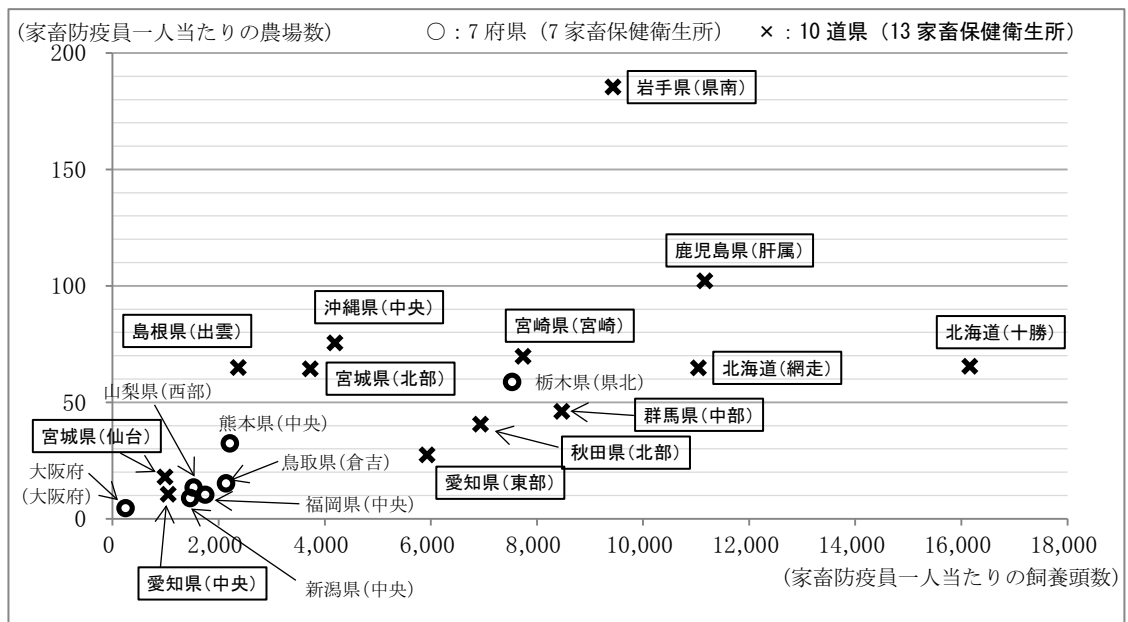 (家畜防疫員一人当たりの農場数)
○：7府県（7家畜保健衛生所）
×：10道県（13家畜保健衛生所）
200
岩手県(県南)
150
鹿児島県(肝属)
100
沖縄県(中央)
島根県(出雲)
宮崎県(宮崎)
北海道(十勝)
宮城県(北部)
北海道(網走)
山梨県(西部)
栃木県(県北)
50
熊本県(中央)
群馬県(中部)
宮城県(仙台)
秋田県(北部)
大阪府
(大阪府)
鳥取県(倉吉)
愛知県(東部)
福岡県(中央)
0
0 2,000 4,000 6,000 8,000 10,000 12,000 14,000 16,000 18,000
愛知県(中央)
新潟県(中央)
(家畜防疫員一人当たりの飼養頭数)